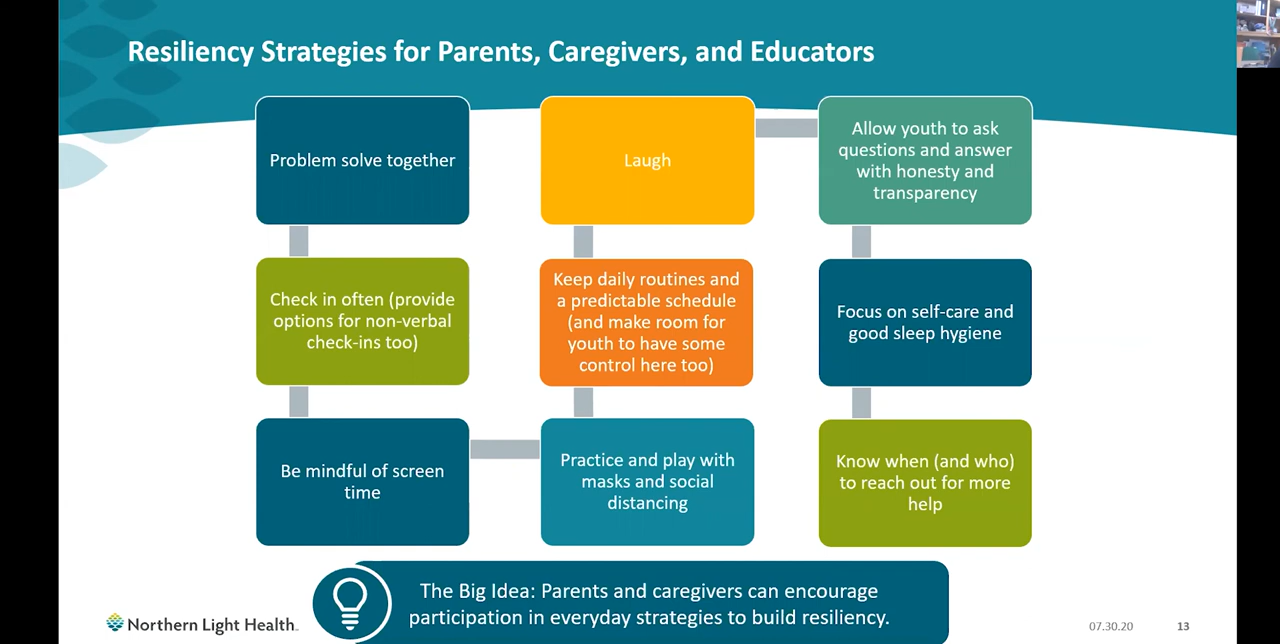 Resiliency Strategies for Parents, Caregivers, and Educators
Problem solve together
Check in often (provide
options for non-verbal
check-ins too)
Be mindful of screen
time
Practice and play with
masks and social
distancing
Keep daily routines and
a predictable schedule
(and make room for
youth to have some
control here too)
Laugh
Allow youth to ask
questions and answer
with honesty and
transparency
Focus on self-care and
good sleep hygiene
Know when (and who)
to reach out for more
help
The Big Idea: Parents and caregivers can encourage
participation in everyday strategies to build resiliency.
Northern Light Health.
07.30.20
13